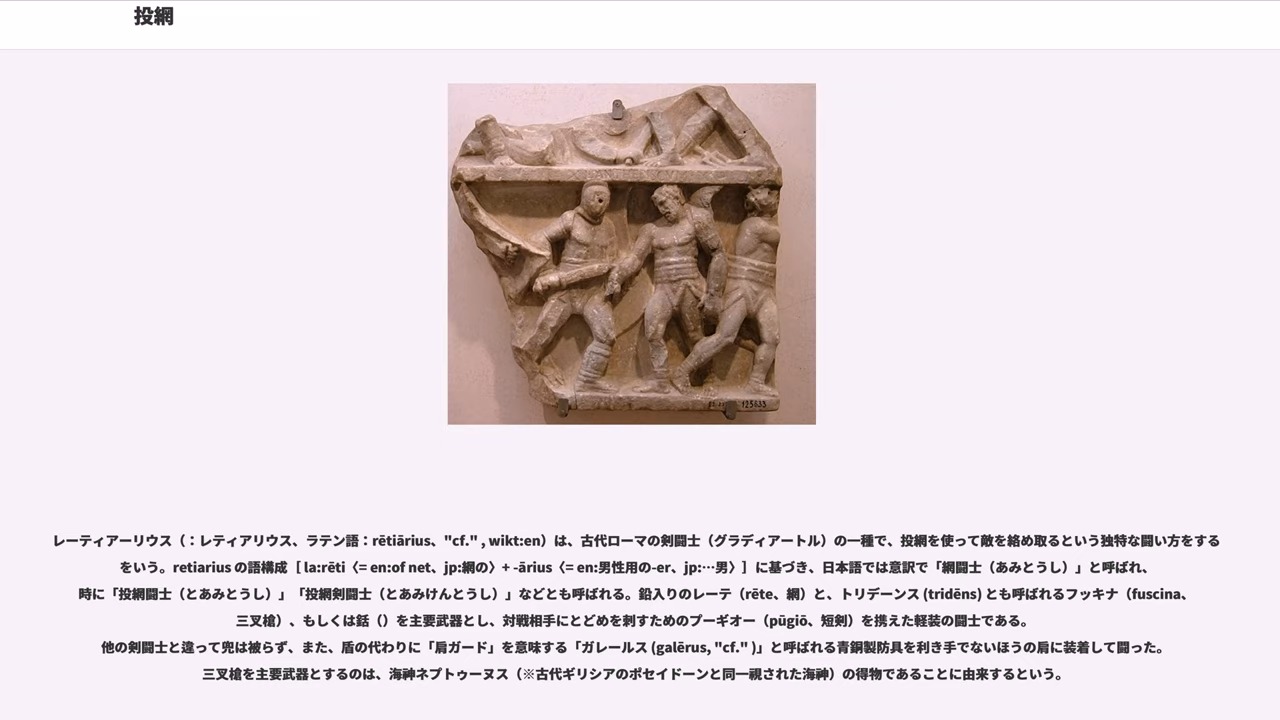 投網
125633
レーティアーリウス（：レティアリウス、ラテン語：rētiārius、"cf." , wikt:en）は、古代ローマの剣闘士（グラディアートル）の一種で、投網を使って敵を絡め取るという独特な闘い方をする
をいう。retiarius の語構成［ la:rēti〈= en:of net、jp:網の〉+ -ārius〈= en:男性用の-er、jp:…男〉］に基づき、日本語では意訳で「網闘士（あみとうし）」と呼ばれ、
時に「投網闘士（とあみとうし）」「投網剣闘士（とあみけんとうし）」などとも呼ばれる。鉛入りのレーテ（rēte、網）と、トリデーンス (tridēns) とも呼ばれるフッキナ（fuscina、
三叉槍）、もしくは銛（）を主要武器とし、対戦相手にとどめを刺すためのプーギオー（pūgiō、短剣）を携えた軽装の闘士である。
他の剣闘士と違って兜は被らず、また、盾の代わりに「肩ガード」を意味する「ガレールス (galērus, "cf." )」と呼ばれる青銅製防具を利き手でないほうの肩に装着して闘った。
三叉槍を主要武器とするのは、海神ネプトゥーヌス（※古代ギリシアのポセイドーンと同一視された海神）の得物であることに由来するという。